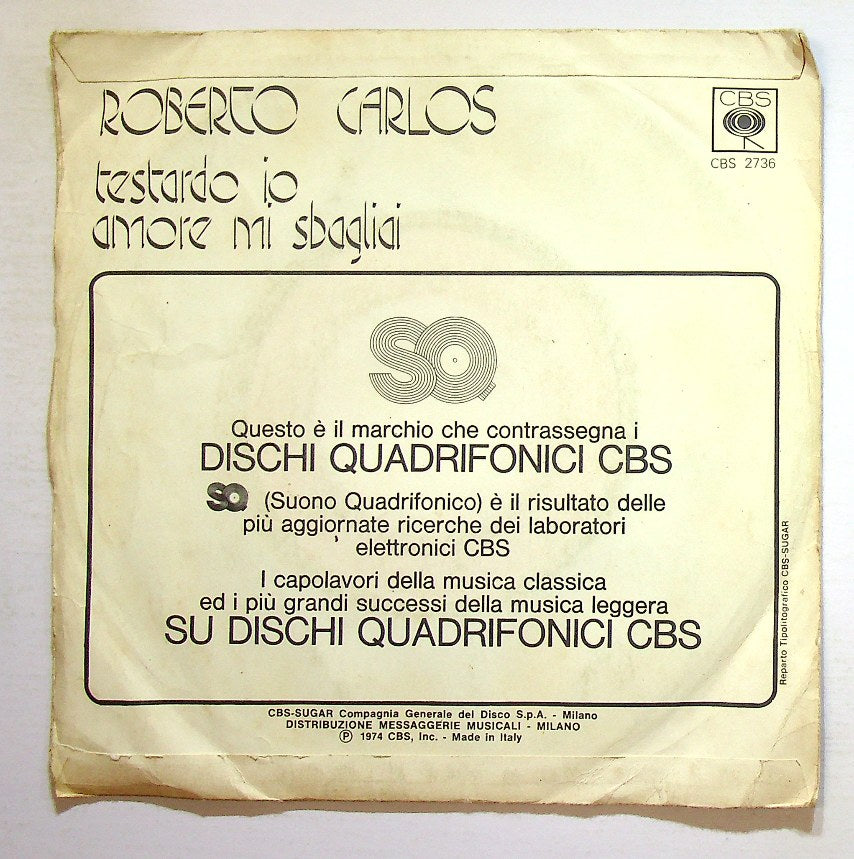 ROBERTO CARLOS
testardo io
amore mi sbagliai
CBS
CBS 2736
SQ
Questo è il marchio che contrassegna i
DISCHI QUADRIFONICI CBS
SQ (Suono Quadrifonico) è il risultato delle
più aggiornate ricerche dei laboratori
elettronici CBS
I capolavori della musica classica
ed i più grandi successi della musica leggera
SU DISCHI QUADRIFONICI CBS
Reparto Tipolitografico CBS-SUGAR
CBS-SUGAR Compagnia Generale del Disco S.p.A. - Milano
DISTRIBUZIONE MESSAGGERIE MUSICALI - MILANO
Ⓟ 1974 CBS, Inc. - Made in Italy